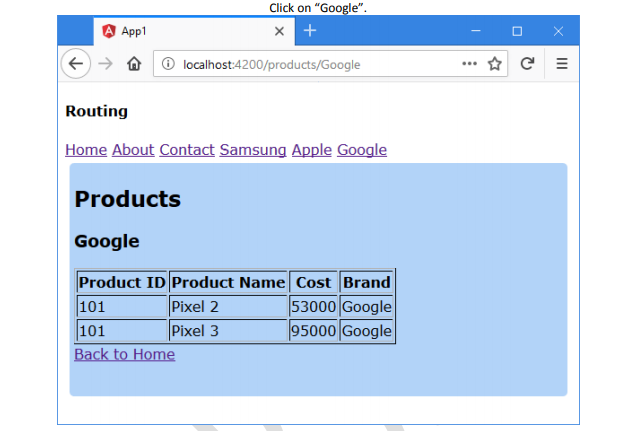 Click on “Google”.
App1
localhost:4200/products/Google
Routing
Home About Contact Samsung Apple Google
Products
Google
Product ID Product Name Cost Brand
101 Pixel 2 53000 Google
101 Pixel 3 95000 Google
Back to Home